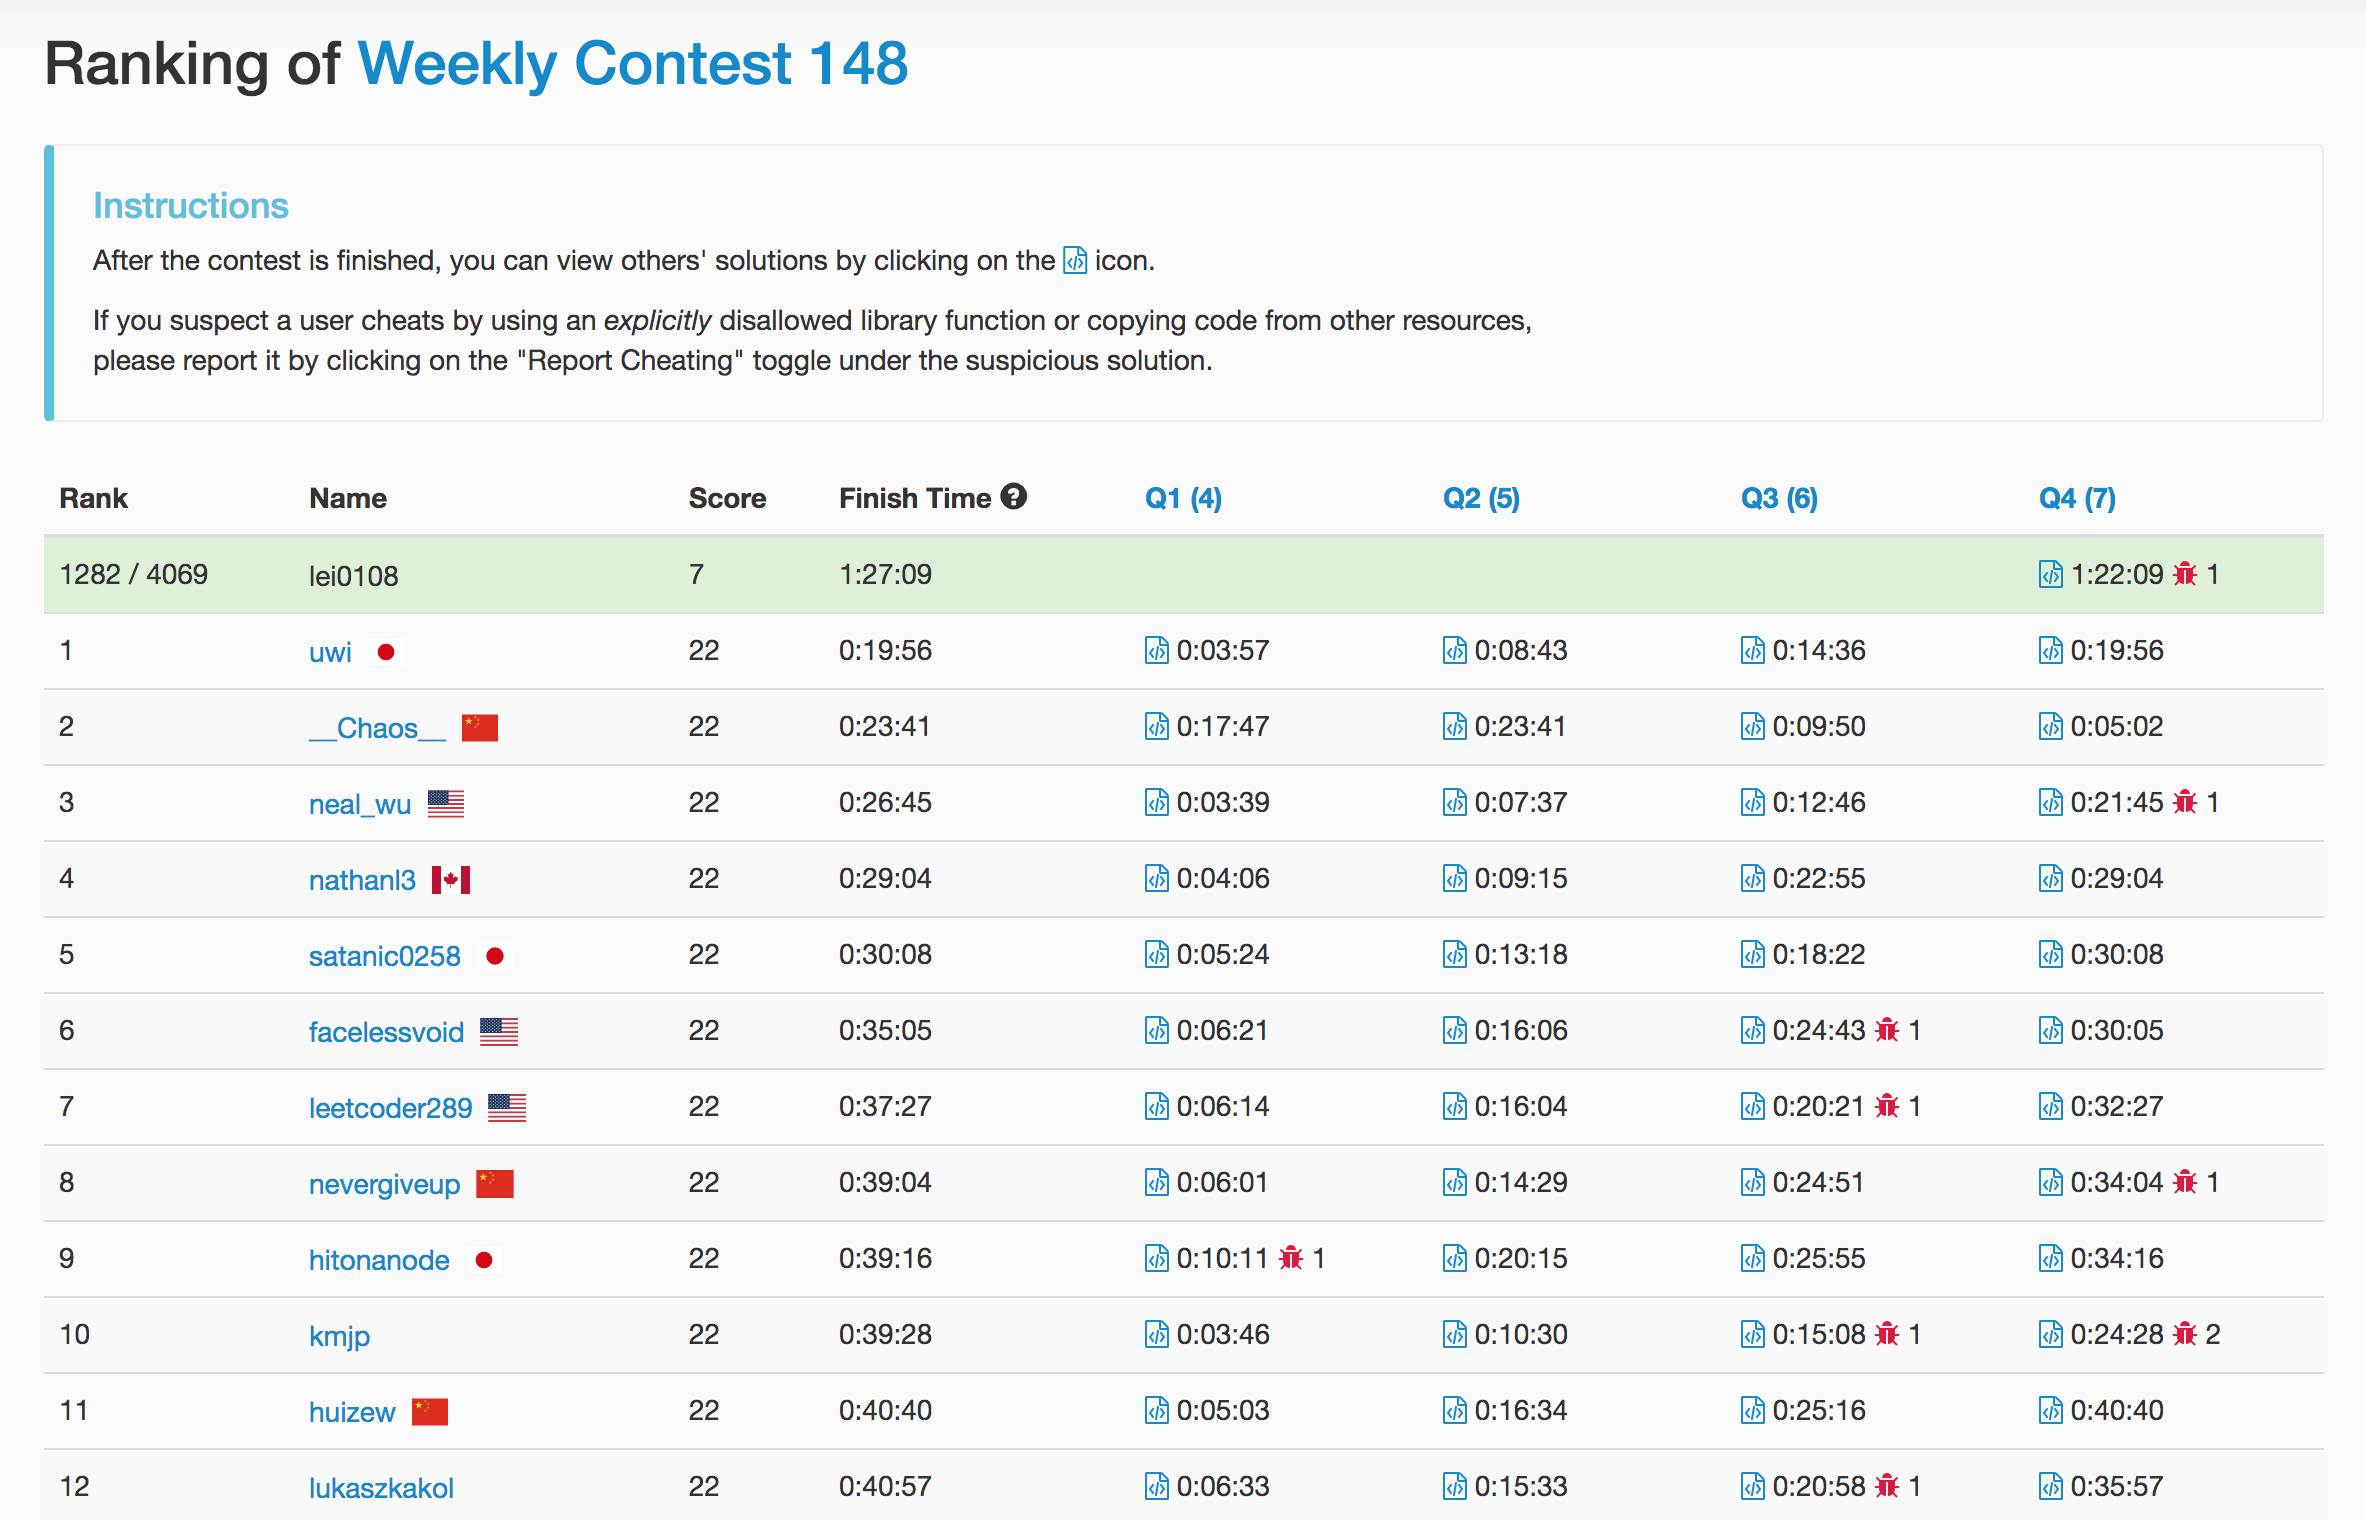 Ranking of Weekly Contest 148
Instructions
After the contest is finished, you can view others' solutions by clicking on the icon.
If you suspect a user cheats by using an explicitly disallowed library function or copying code from other resources,
please report it by clicking on the "Report Cheating" toggle under the suspicious solution.
Rank Name Score Finish Time Q1 (4) Q2 (5) Q3 (6) Q4 (7)
1282 / 4069 lei0108 7 1:27:09 1:22:09 1
1 uwi 22 0:19:56 0:03:57 0:08:43 0:14:36 0:19:56
2 __Chaos__ 22 0:23:41 0:17:47 0:23:41 0:09:50 0:05:02
3 neal_wu 22 0:26:45 0:03:39 0:07:37 0:12:46 0:21:45 1
4 nathanl3 22 0:29:04 0:04:06 0:09:15 0:22:55 0:29:04
5 satanic0258 22 0:30:08 0:05:24 0:13:18 0:18:22 0:30:08
6 facelessvoid 22 0:35:05 0:06:21 0:16:06 0:24:43 1 0:30:05
7 leetcoder289 22 0:37:27 0:06:14 0:16:04 0:20:21 1 0:32:27
8 nevergiveup 22 0:39:04 0:06:01 0:14:29 0:24:51 0:34:04 1
9 hitonanode 22 0:39:16 0:10:11 1 0:20:15 0:25:55 0:34:16
10 kmjp 22 0:39:28 0:03:46 0:10:30 0:15:08 1 0:24:28 2
11 huizew 22 0:40:40 0:05:03 0:16:34 0:25:16 0:40:40
12 lukaszkakol 22 0:40:57 0:06:33 0:15:33 0:20:58 1 0:35:57